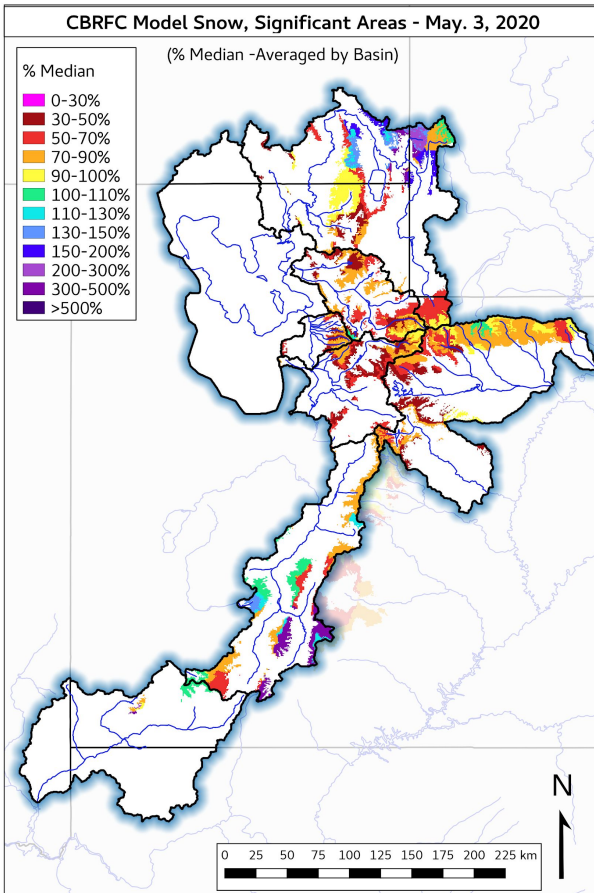 CBRFC Model Snow, Significant Areas - May. 3, 2020
(% Median -Averaged by Basin)
% Median
0-30%
30-50%
50-70%
70-90%
90-100%
100-110%
110-130%
130-150%
150-200%
200-300%
300-500%
>500%
N
0 25 50 75 100 125 150 175 200 225 km